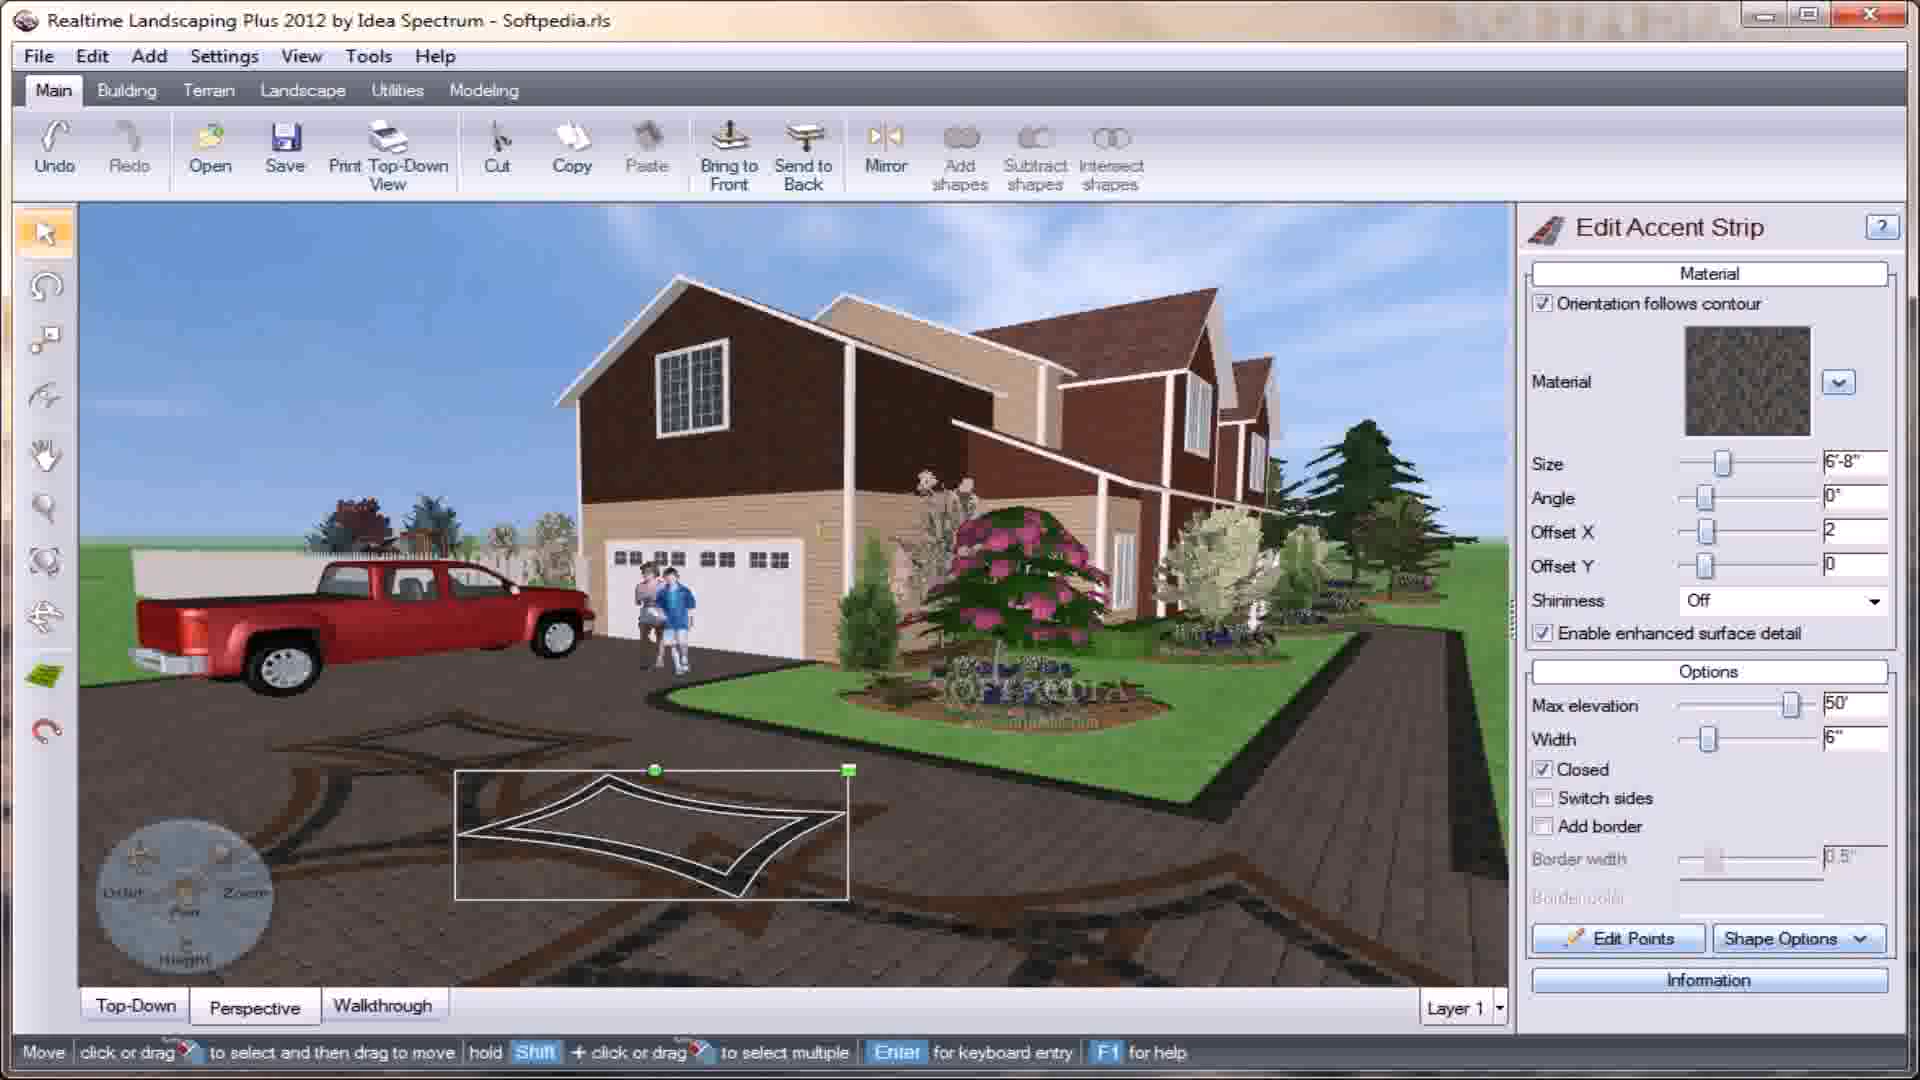 Realtime Landscaping Plus 2012 by Idea Spectrum - Softpedia.rls
File Edit Add Settings View Tools Help
Main Building Terrain Landscape Utilities Modeling
Undo Redo Open Save Print Top-Down View Cut Copy Paste Bring to Front Send to Back Mirror Add shapes Subtract shapes Intersect shapes
Edit Accent Strip ?
Material
Orientation follows contour
Material
Size 6'-8"
Angle 0°
Offset X 2
Offset Y 0
Shininess Off
Enable enhanced surface detail
SOFTPEDIA
Options
Max elevation 50'
Width 6"
Closed
Switch sides
Add border
Border width 0.5"
Border color
Orbit Zoom
Pan
Height
Edit Points Shape Options
Information
Top-Down Perspective Walkthrough
Layer 1
Move click or drag to select and then drag to move hold Shift + click or drag to select multiple Enter for keyboard entry F1 for help